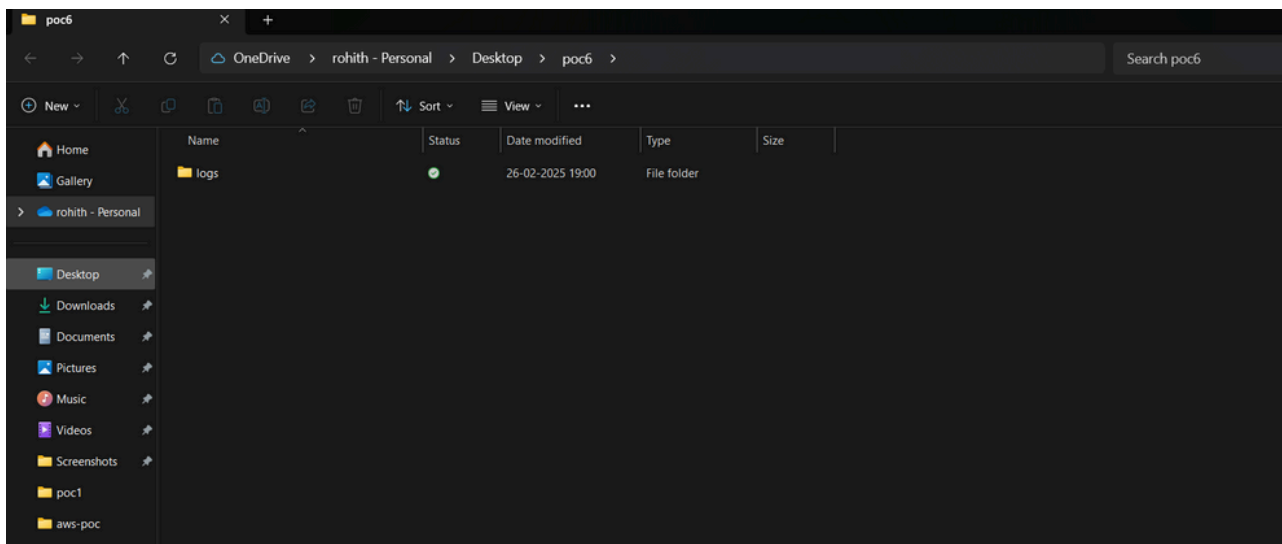 poc6
OneDrive > rohith - Personal > Desktop > poc6 >
Search poc6
New
Sort
View
Name Status Date modified Type Size
logs 26-02-2025 19:00 File folder
Home
Gallery
rohith - Personal
Desktop
Downloads
Documents
Pictures
Music
Videos
Screenshots
poc1
aws-poc